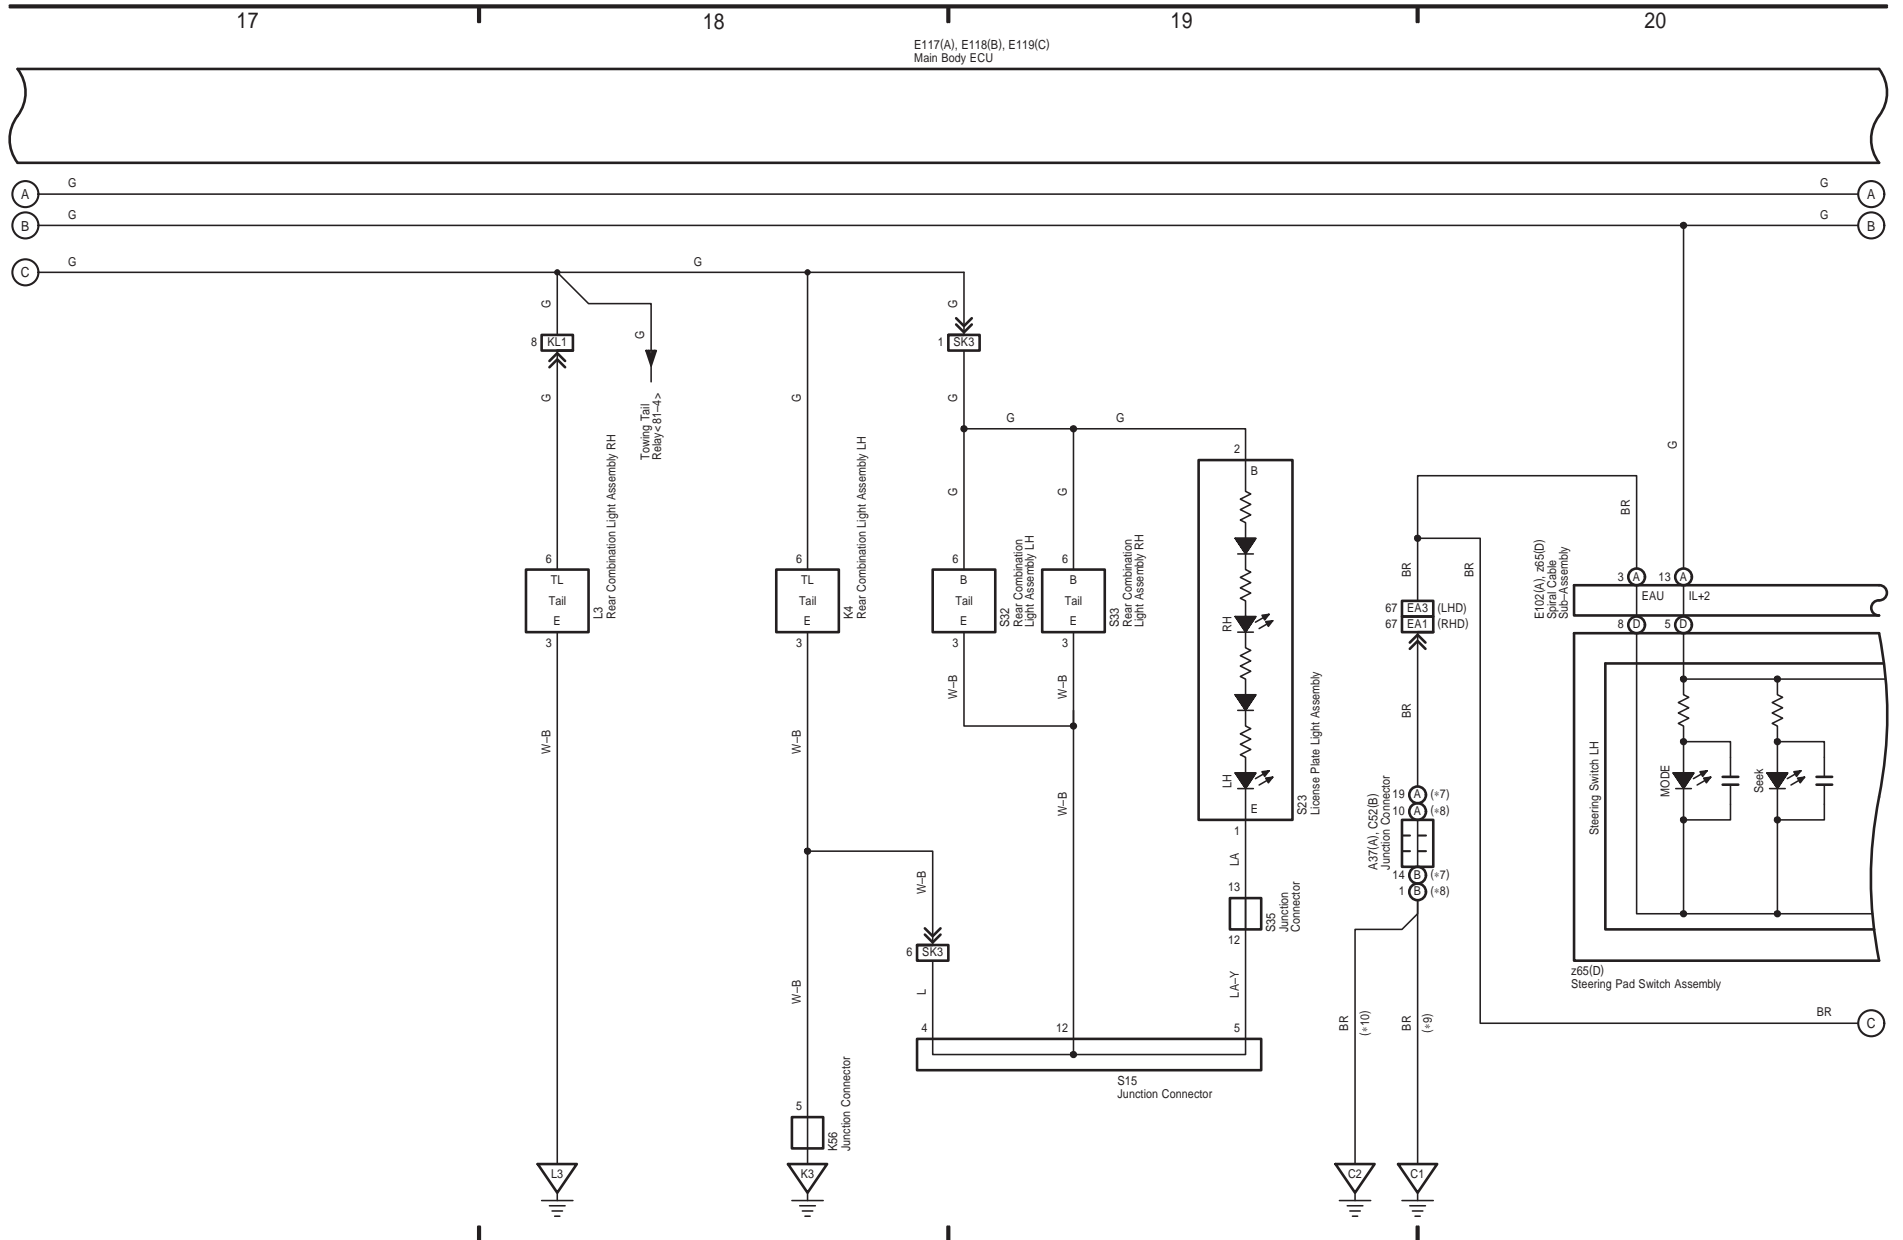 17
18
19
20
E117(A), E118(B), E119(C)
Main Body ECU
A
G
G
A
B
G
G
B
C
G
G
G
8
KL1
G
G
Towing Tail
Relay<81–4>
6
TL
Tail
E
3
L3
Rear Combination Light Assembly RH
W–B
L3
G
6
TL
Tail
E
3
K4
Rear Combination Light Assembly LH
W–B
W–B
5
K56
Junction Connector
K3
W–B
6
SK3
L
4
G
1
SK3
G
G
G
G
6
B
Tail
E
3
S32
Rear Combination
Light Assembly LH
W–B
G
6
B
Tail
E
3
S33
Rear Combination
Light Assembly RH
W–B
W–B
12
2
B
RH
LH
E
1
S23
License Plate Light Assembly
LA
13
S35
Junction
Connector
12
LA–Y
5
S15
Junction Connector
BR
BR
BR
67
EA3
(LHD)
67
EA1
(RHD)
BR
A37(A), C52(B)
Junction Connector
19
A
(*7)
10
A
(*8)
14
B
(*7)
1
B
(*8)
BR
(*10)
BR
(*9)
C2
C1
G
E102(A), z65(D)
Spiral Cable
Sub–Assembly
3
A
13
A
EAU
IL+2
8
D
5
D
Steering Switch LH
MODE
Seek
z65(D)
Steering Pad Switch Assembly
BR
C